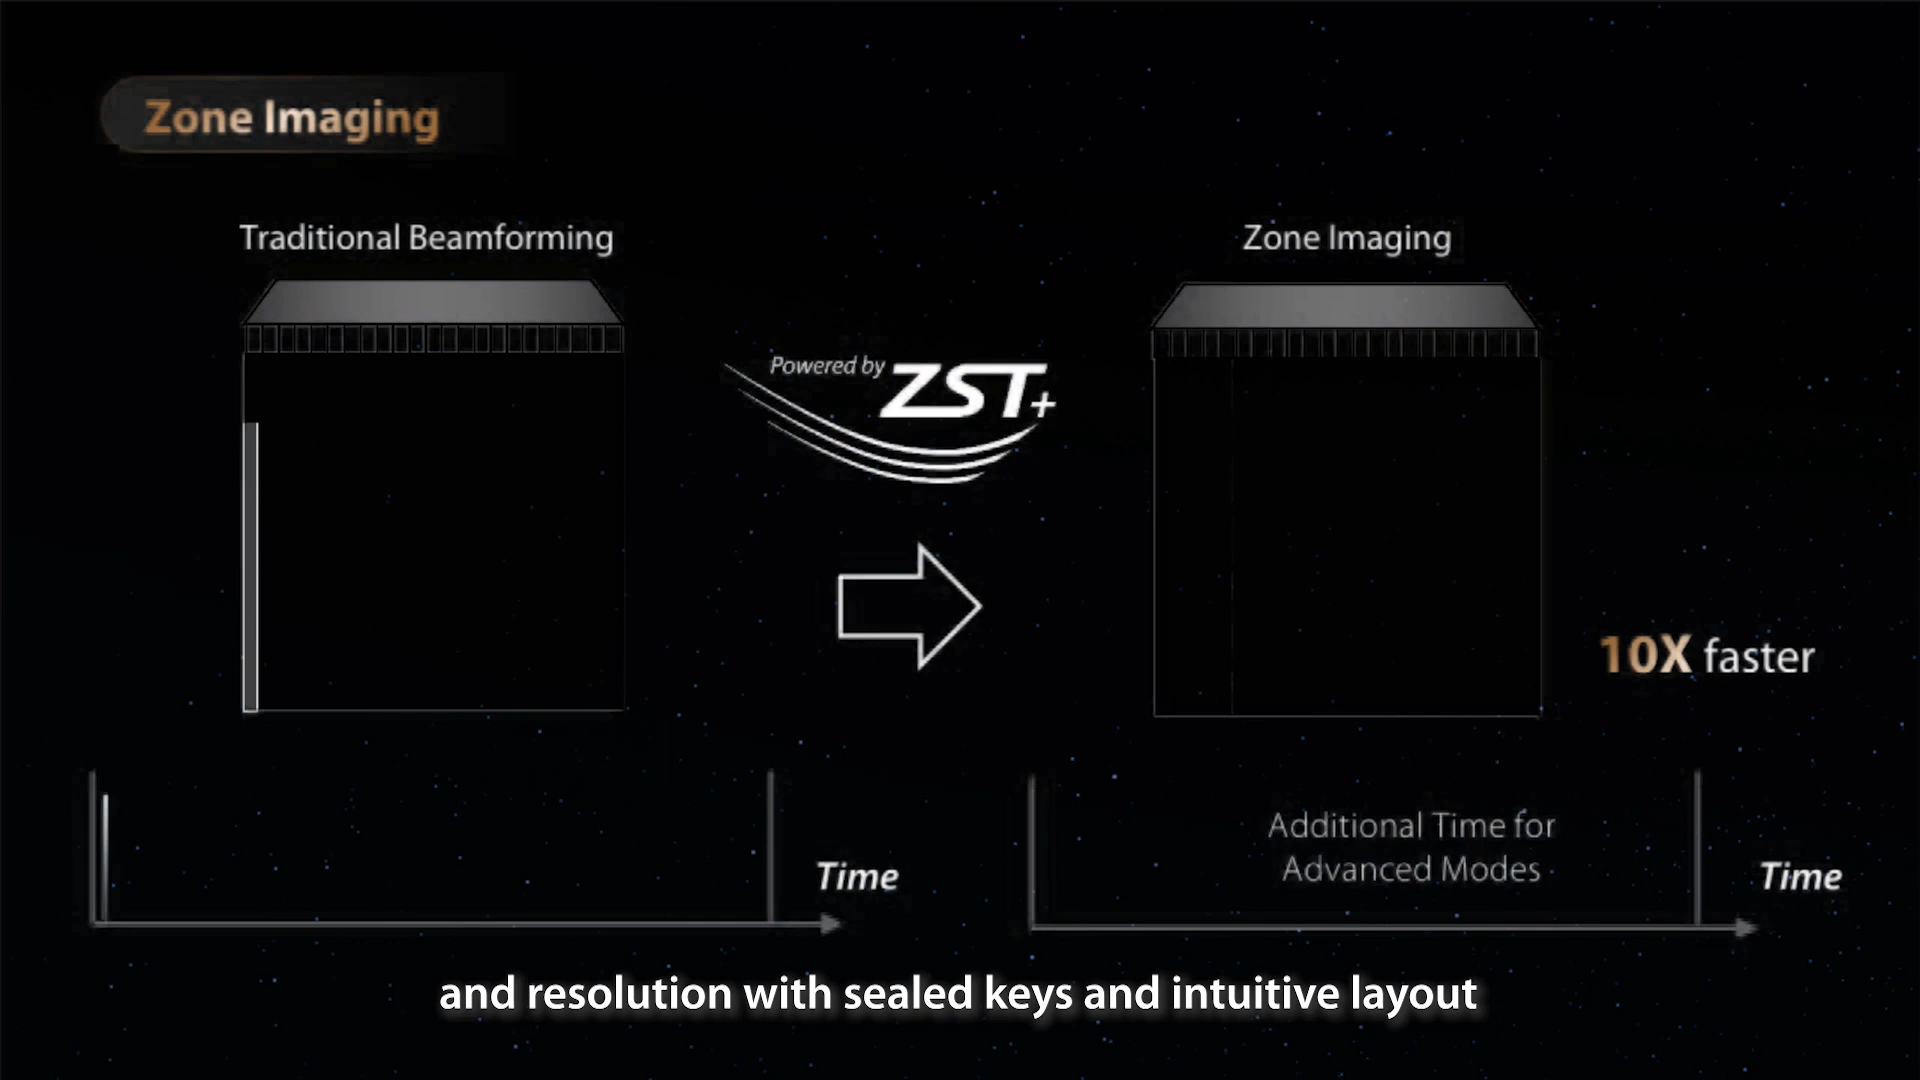 Zone Imaging
Traditional Beamforming
Zone Imaging
Powered by ZST+
10X faster
Additional Time for
Advanced Modes
Time
Time
and resolution with sealed keys and intuitive layout